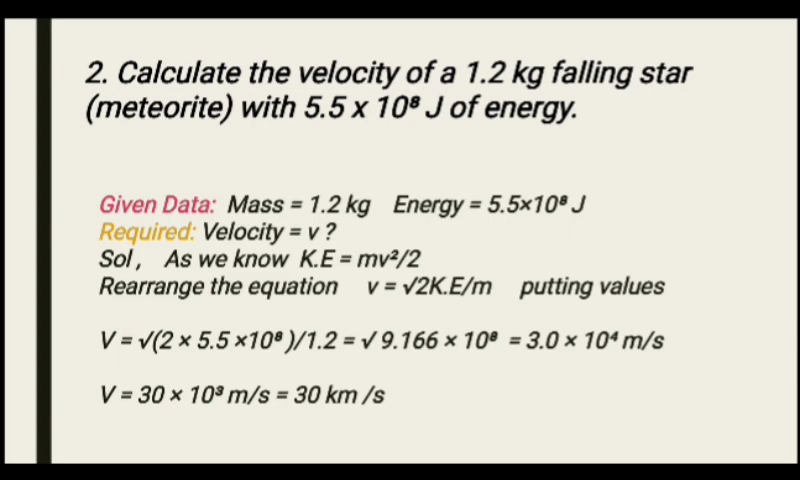 2. Calculate the velocity of a 1.2 kg falling star
(meteorite) with 5.5 x 10⁸ J of energy.
Given Data: Mass = 1.2 kg Energy = 5.5×10⁸ J
Required: Velocity = v ?
Sol , As we know K.E = mv²/2
Rearrange the equation v = √2K.E/m putting values
V = √(2 × 5.5 ×10⁸ )/1.2 = √ 9.166 × 10⁸ = 3.0 × 10⁴ m/s
V = 30 × 10³ m/s = 30 km /s